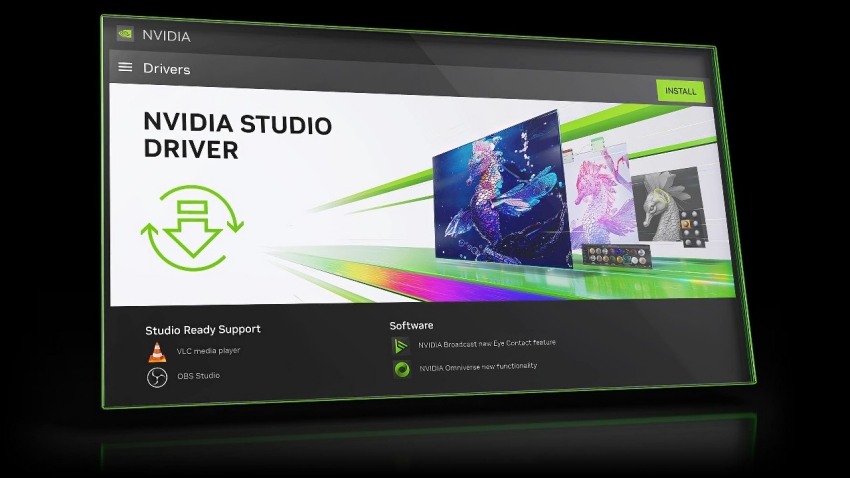 NVIDIA
Drivers
INSTALL
NVIDIA STUDIO
DRIVER
Studio Ready Support
VLC media player
OBS Studio
Software
NVIDIA Broadcast new Eye Contact feature
NVIDIA Omniverse new functionality